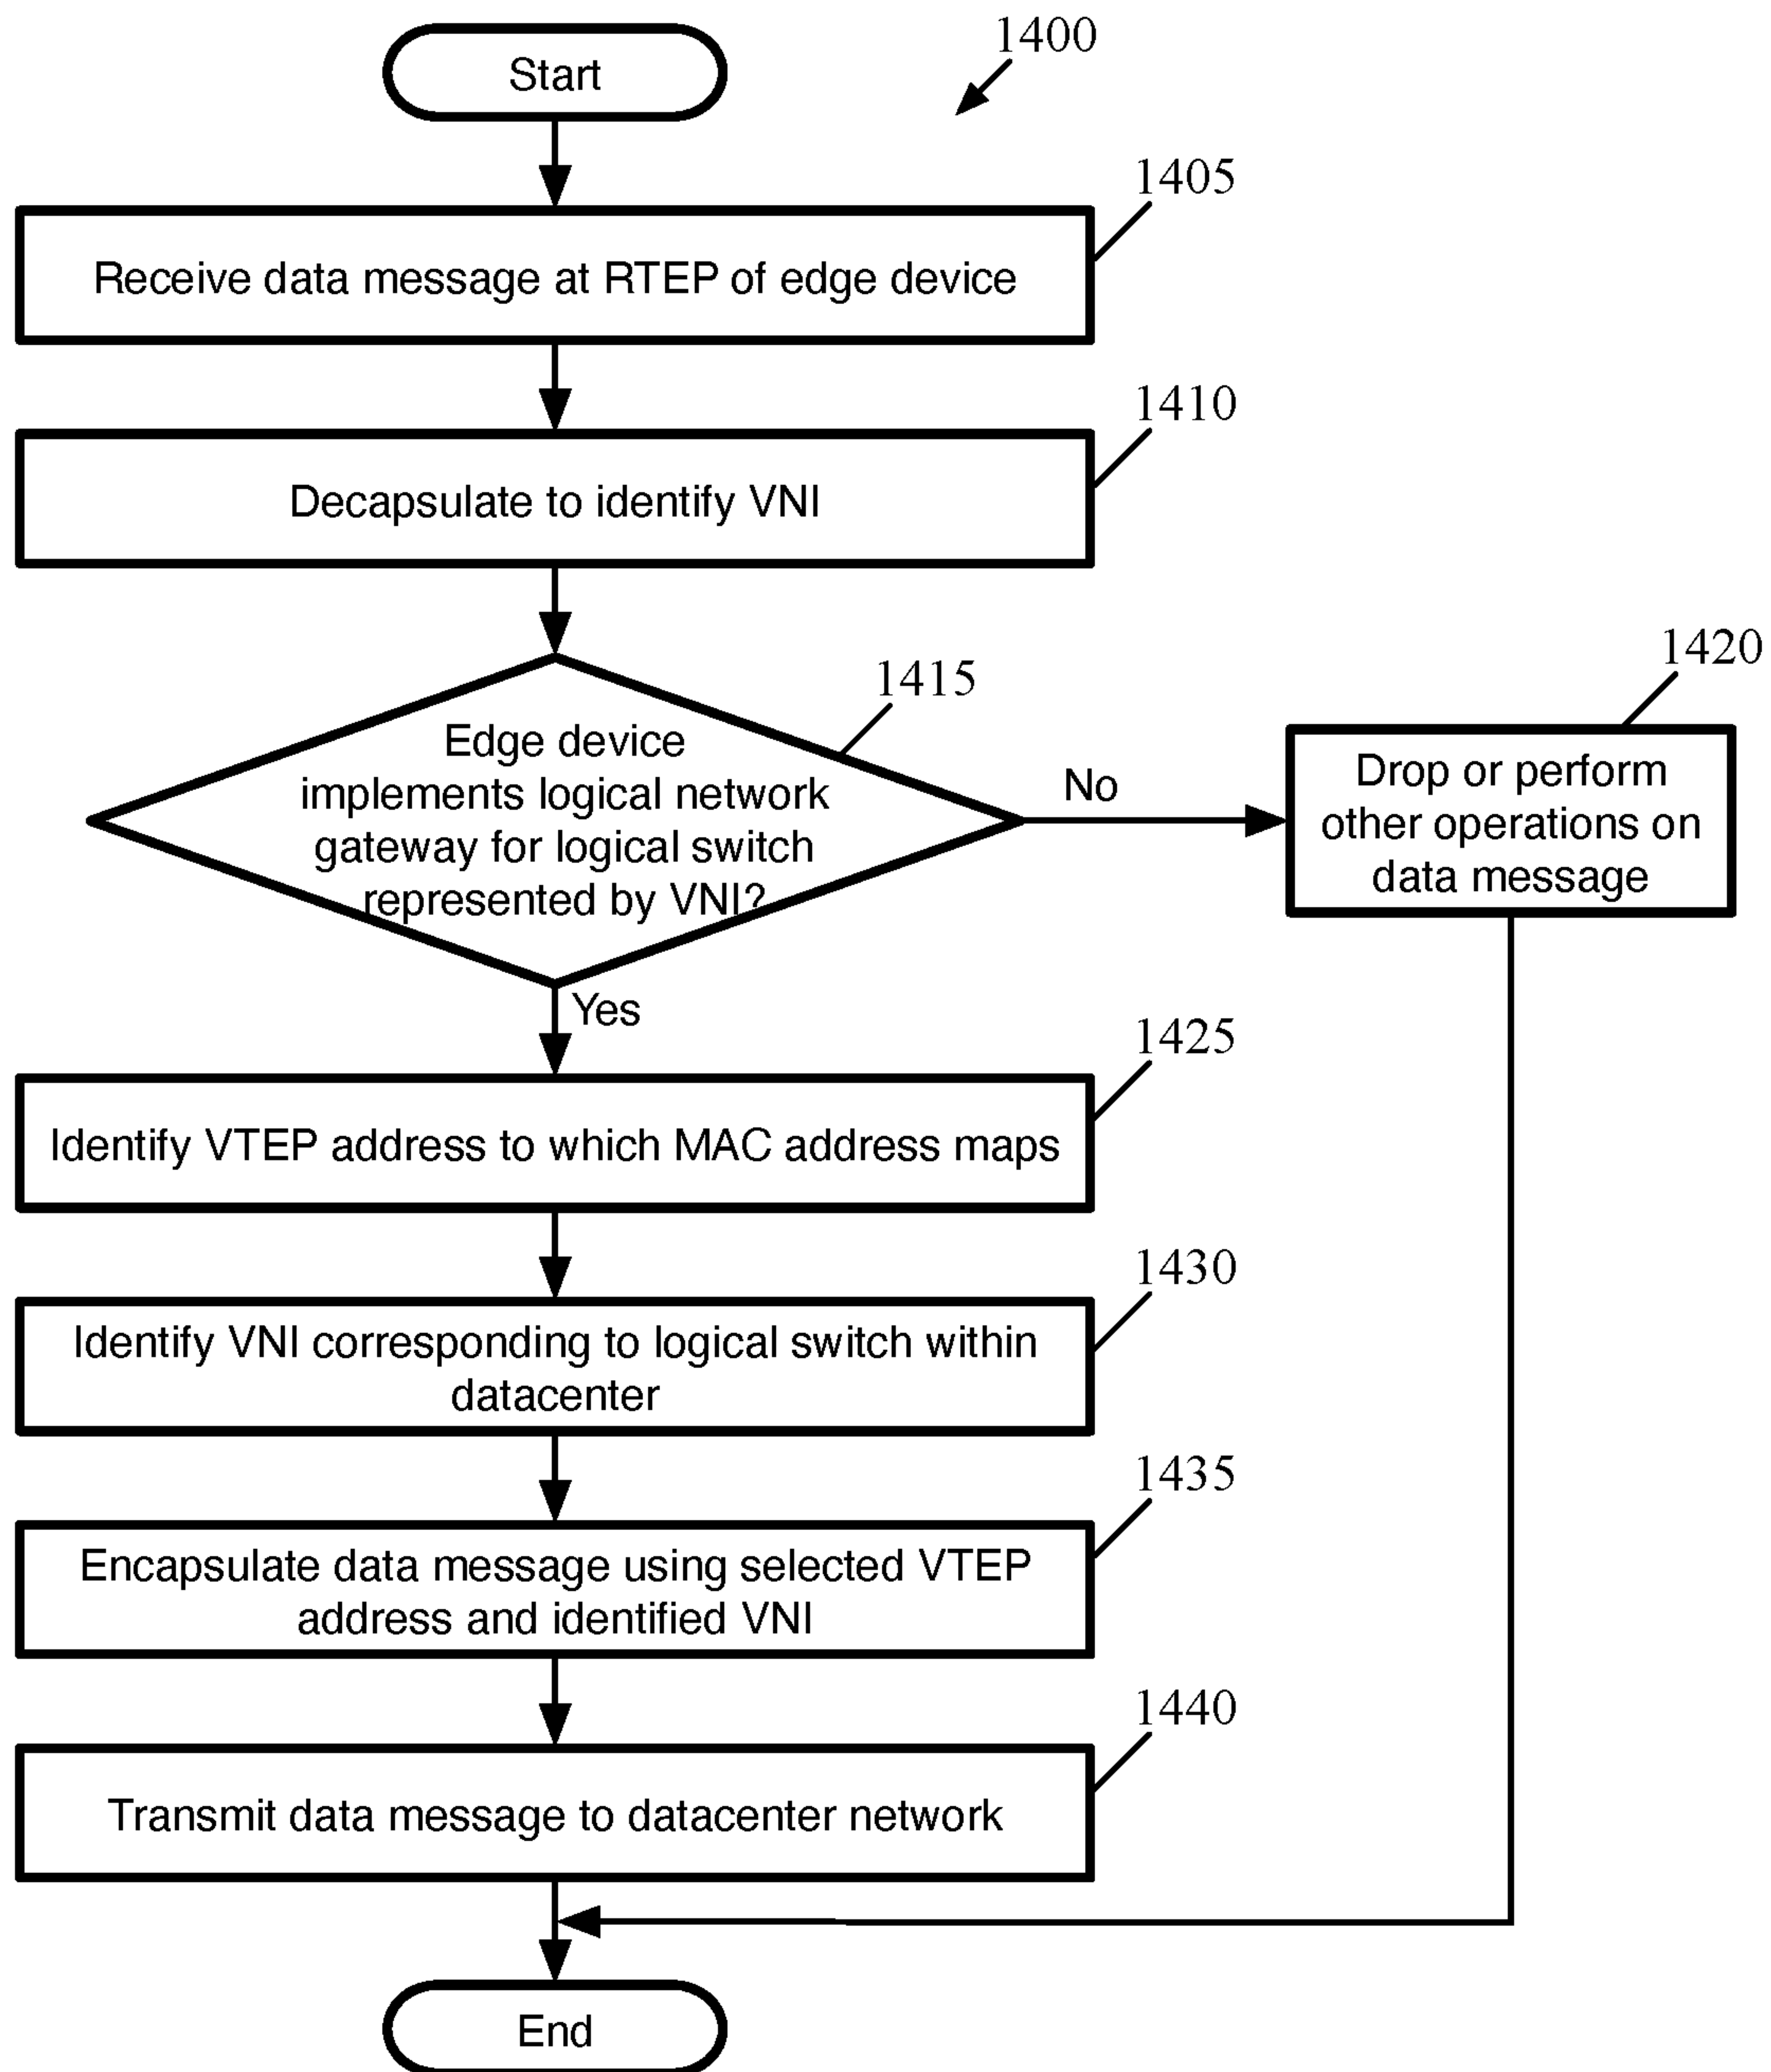 Start
1400
1405
Receive data message at RTEP of edge device
1410
Decapsulate to identify VNI
1415
Edge device
implements logical network
gateway for logical switch
represented by VNI?
No
1420
Drop or perform
other operations on
data message
Yes
1425
Identify VTEP address to which MAC address maps
1430
Identify VNI corresponding to logical switch within
datacenter
1435
Encapsulate data message using selected VTEP
address and identified VNI
1440
Transmit data message to datacenter network
End